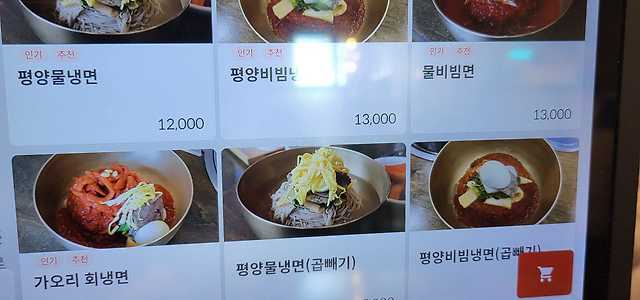 인기 추천
평양물냉면
12,000
인기 추천
평양비빔냉면
13,000
인기 추천
물비빔면
13,000
인기 추천
가오리 회냉면
평양물냉면(곱빼기)
평양비빔냉면(곱빼기)